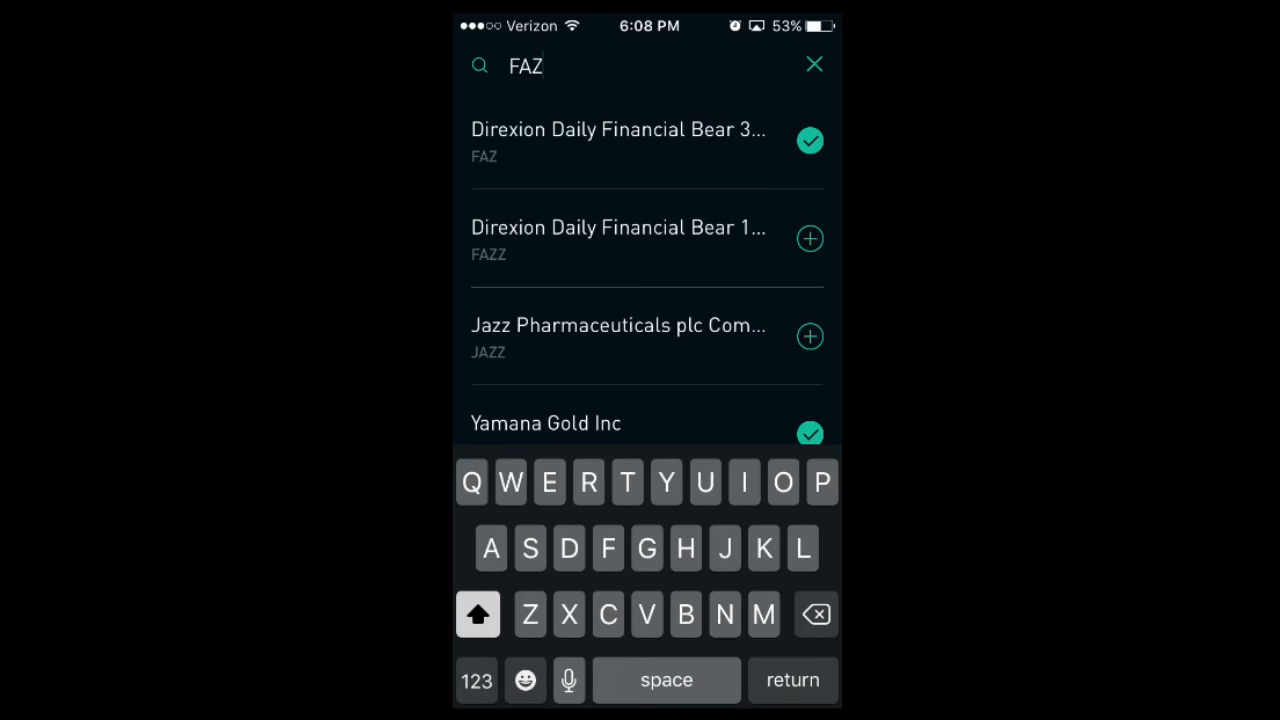 Verizon 6:08 PM 53%
FAZ
Direxion Daily Financial Bear 3...
FAZ
Direxion Daily Financial Bear 1...
FAZZ
Jazz Pharmaceuticals plc Com...
JAZZ
Yamana Gold Inc
Q W E R T Y U I O P
A S D F G H J K L
Z X C V B N M
123 space return